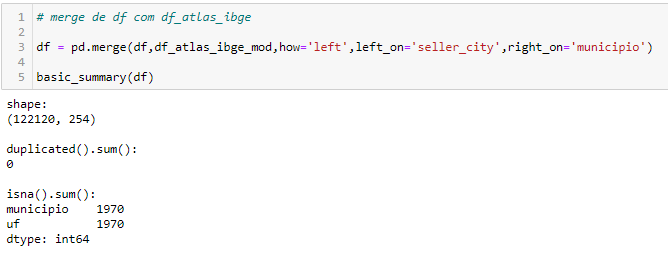 1 # merge de df com df_atlas_ibge
2
3 df = pd.merge(df,df_atlas_ibge_mod,how='left',left_on='seller_city',right_on='municipio')
4
5 basic_summary(df)
shape:
(122120, 254)
duplicated().sum():
0
isna().sum():
municipio    1970
uf           1970
dtype: int64